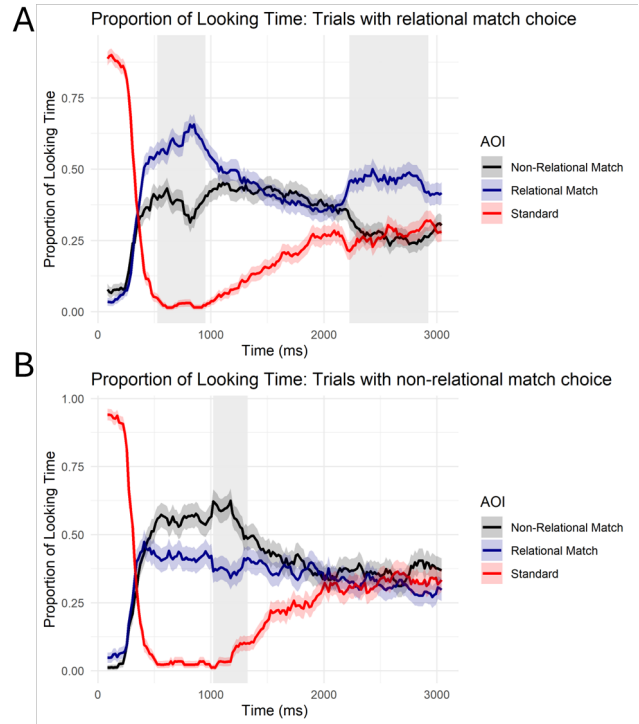 A
Proportion of Looking Time: Trials with relational match choice
Proportion of Looking Time
0.75
0.50
0.25
0.00
0
1000
2000
3000
Time (ms)
AOI
Non-Relational Match
Relational Match
Standard
B
Proportion of Looking Time: Trials with non-relational match choice
Proportion of Looking Time
1.00
0.75
0.50
0.25
0.00
0
1000
2000
3000
Time (ms)
AOI
Non-Relational Match
Relational Match
Standard